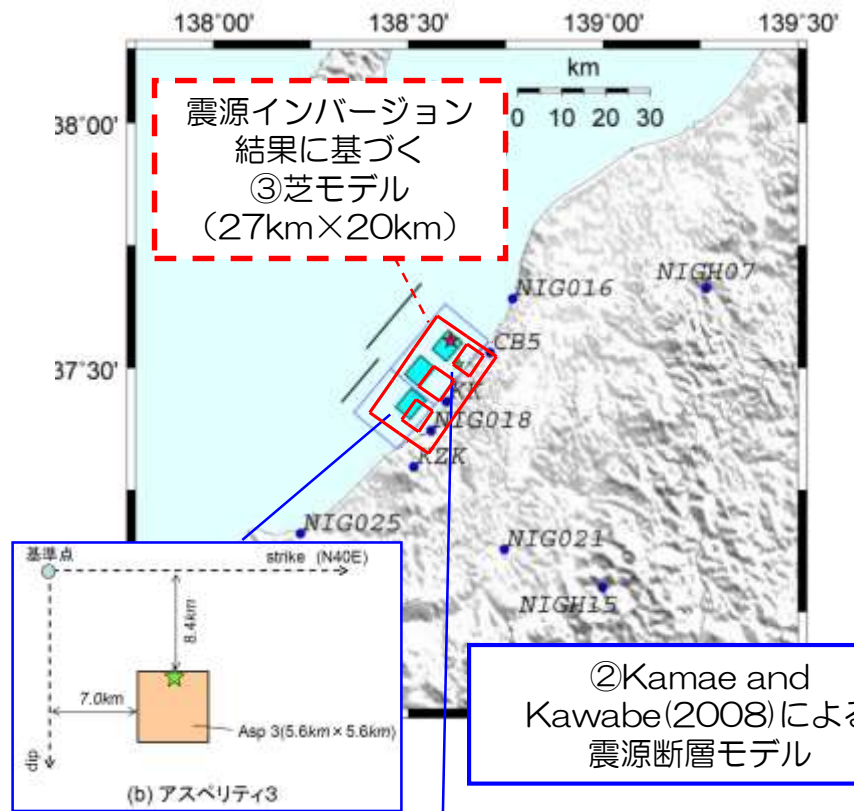 138°00' 138°30' 139°00' 139°30'
38°00'
37°30'
km
0 10 20 30
震源インバージョン
結果に基づく
③芝モデル
(27km×20km)
NIGH07
NIG016
CB5
KK
NIG018
KZK
NIG025
NIG021
NIGH15
基準点
strike (N40E)
8.4km
7.0km
Asp 3(5.6km×5.6km)
dip
(b) アスペリティ3
②Kamae and
Kawabe(2008)による
震源断層モデル